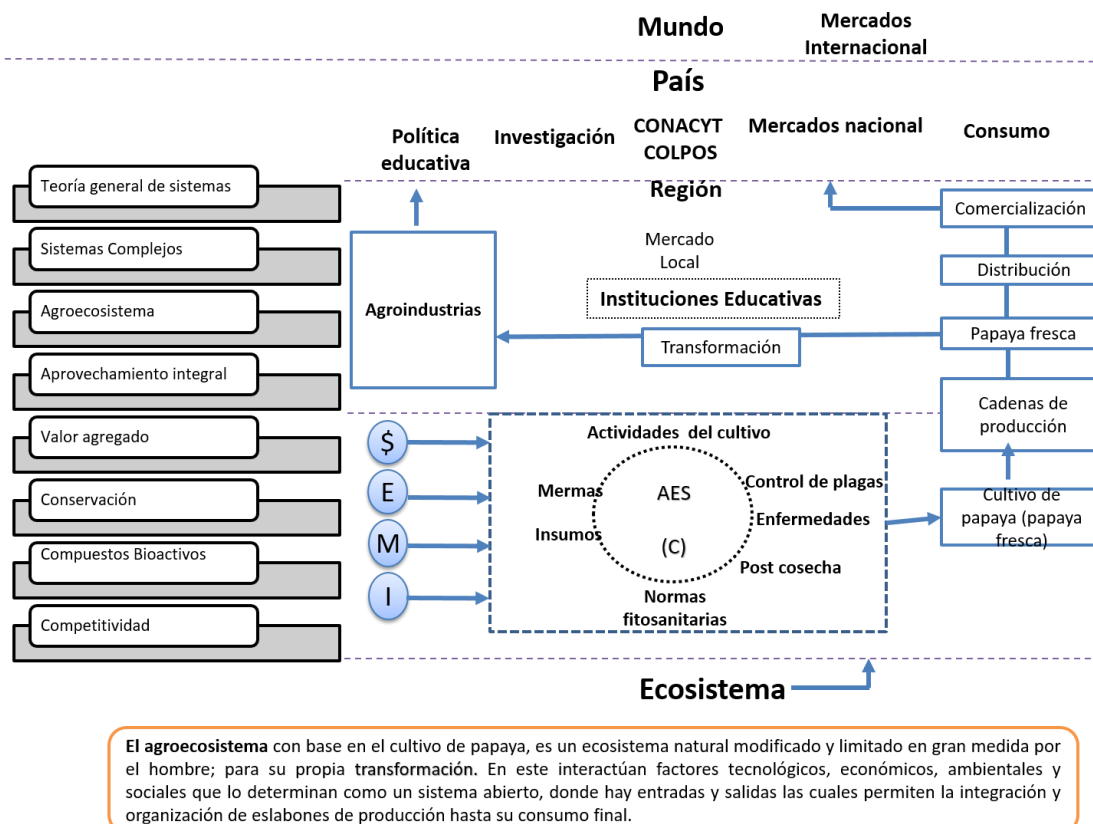 Mundo
Mercados
Internacional
País
Política
educativa
Investigación
CONACYT
COLPOS
Mercados nacional
Consumo
Región
Teoría general de sistemas
Sistemas Complejos
Agroecosistema
Aprovechamiento integral
Valor agregado
Conservación
Compuestos Bioactivos
Competitividad
Agroindustrias
Mercado
Local
Instituciones Educativas
Transformación
Comercialización
Distribución
Papaya fresca
Cadenas de
producción
Cultivo de
papaya (papaya
fresca)
$
E
M
I
Actividades del cultivo
Mermas
Insumos
AES
(C)
Control de plagas
Enfermedades
Post cosecha
Normas
fitosanitarias
Ecosistema
El agroecosistema con base en el cultivo de papaya, es un ecosistema natural modificado y limitado en gran medida por
el hombre; para su propia transformación. En este interactúan factores tecnológicos, económicos, ambientales y
sociales que lo determinan como un sistema abierto, donde hay entradas y salidas las cuales permiten la integración y
organización de eslabones de producción hasta su consumo final.